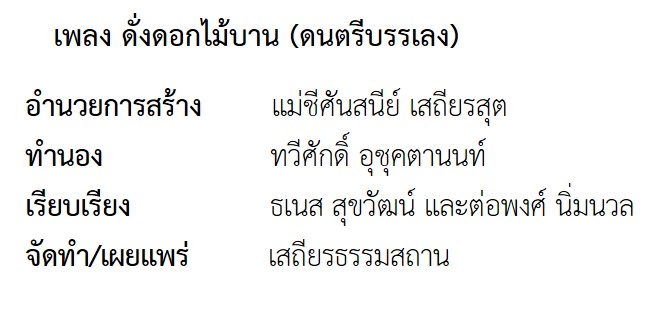 เพลง ดั่งดอกไม้บาน (ดนตรีบรรเลง)
อำนวยการสร้าง แม่ชีศันสนีย์ เสถียรสุต
ทำนอง ทวีศักดิ์ อุชุคตานนท์
เรียบเรียง ธเนส สุขวัฒน์ และต่อพงศ์ นิ่มนวล
จัดทำ/เผยแพร่ เสถียรธรรมสถาน